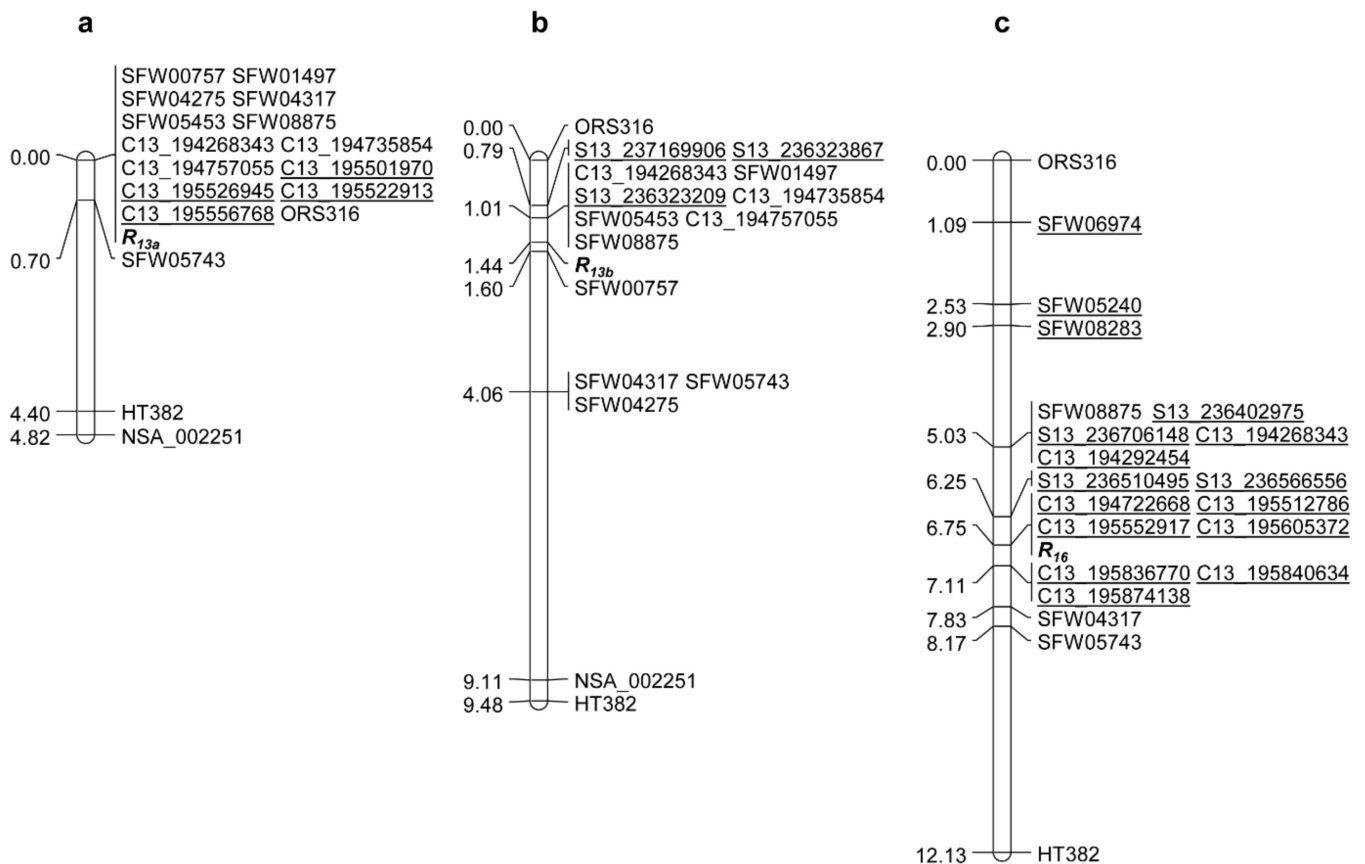 a
SFW00757 SFW01497
SFW04275 SFW04317
SFW05453 SFW08875
C13_194268343 C13_194735854
0.00
C13_194757055 C13_195501970
C13_195526945 C13_195522913
C13_195556768 ORS316
R13a
0.70
SFW05743
4.40 HT382
4.82 NSA_002251
b
0.00 ORS316
0.79 S13_237169906 S13_236323867
C13_194268343 SFW01497
1.01 S13_236323209 C13_194735854
SFW05453 C13_194757055
SFW08875
1.44 R13b
1.60 SFW00757
4.06 SFW04317 SFW05743
SFW04275
9.11 NSA_002251
9.48 HT382
c
0.00 ORS316
1.09 SFW06974
2.53 SFW05240
2.90 SFW08283
SFW08875 S13_236402975
5.03 S13_236706148 C13_194268343
C13_194292454
6.25 S13_236510495 S13_236566556
C13_194722668 C13_195512786
6.75 C13_195552917 C13_195605372
R16
7.11 C13_195836770 C13_195840634
C13_195874138
7.83 SFW04317
8.17 SFW05743
12.13 HT382